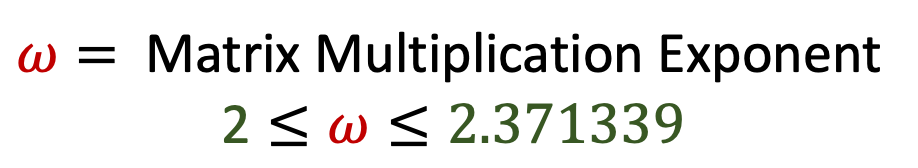 ω = Matrix Multiplication Exponent
2 ≤ ω ≤ 2.371339